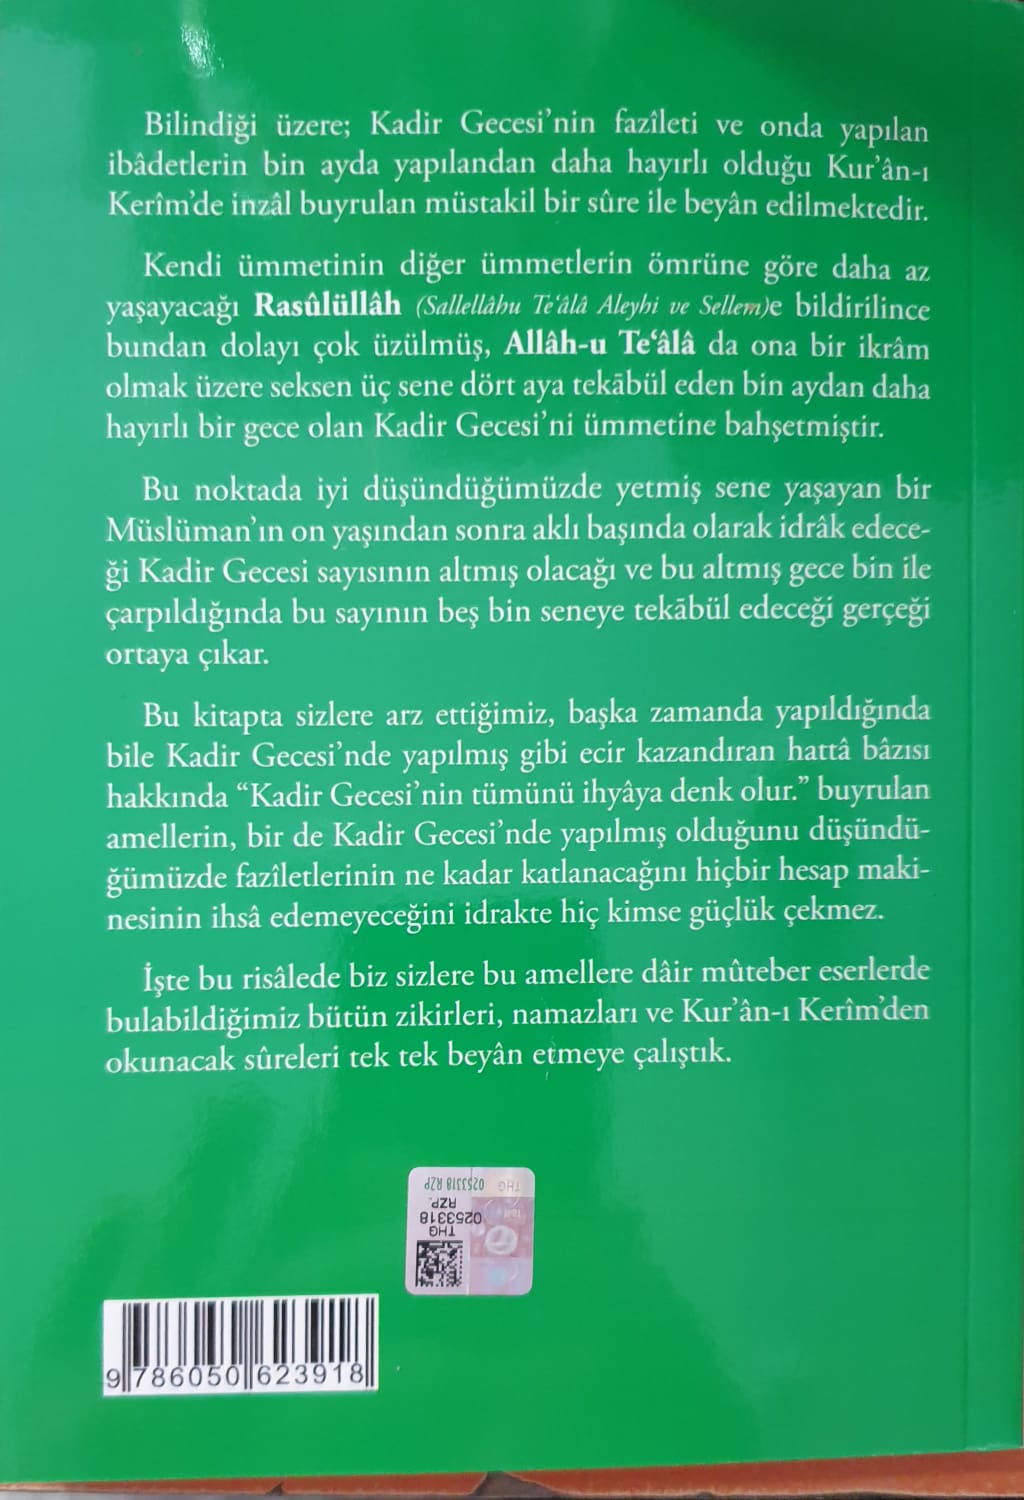 Bilindiği üzere; Kadir Gecesi’nin fazîleti ve onda yapılan
ibâdetlerin bin ayda yapılandan daha hayırlı olduğu Kur’ân-ı
Kerîm’de inzâl buyrulan müstakil bir sûre ile beyân edilmektedir.
Kendi ümmetinin diğer ümmetlerin ömrüne göre daha az
yaşayacağı Rasûlüllâh (Sallellâhu Te‘âlâ Aleyhi ve Sellem)e bildirilince
bundan dolayı çok üzülmüş, Allâh-u Te‘âlâ da ona bir ikrâm
olmak üzere seksen üç sene dört aya tekābül eden bin aydan daha
hayırlı bir gece olan Kadir Gecesi’ni ümmetine bahşetmiştir.
Bu noktada iyi düşündüğümüzde yetmiş sene yaşayan bir
Müslüman’ın on yaşından sonra aklı başında olarak idrâk edece-
ği Kadir Gecesi sayısının altmış olacağı ve bu altmış gece bin ile
çarpıldığında bu sayının beş bin seneye tekābül edeceği gerçeği
ortaya çıkar.
Bu kitapta sizlere arz ettiğimiz, başka zamanda yapıldığında
bile Kadir Gecesi’nde yapılmış gibi ecir kazandıran hattâ bâzısı
hakkında “Kadir Gecesi’nin tümünü ihyâya denk olur.” buyrulan
amellerin, bir de Kadir Gecesi’nde yapılmış olduğunu düşündü-
ğümüzde fazîletlerinin ne kadar katlanacağını hiçbir hesap maki-
nesinin ihsâ edemeyeceğini idrakte hiç kimse güçlük çekmez.
İşte bu risâlede biz sizlere bu amellere dâir mûteber eserlerde
bulabildiğimiz bütün zikirleri, namazları ve Kur’ân-ı Kerîm’den
okunacak sûreleri tek tek beyân etmeye çalıştık.
THG 0253318 RZP
THG
0253318
RZP.
9 786050 623918